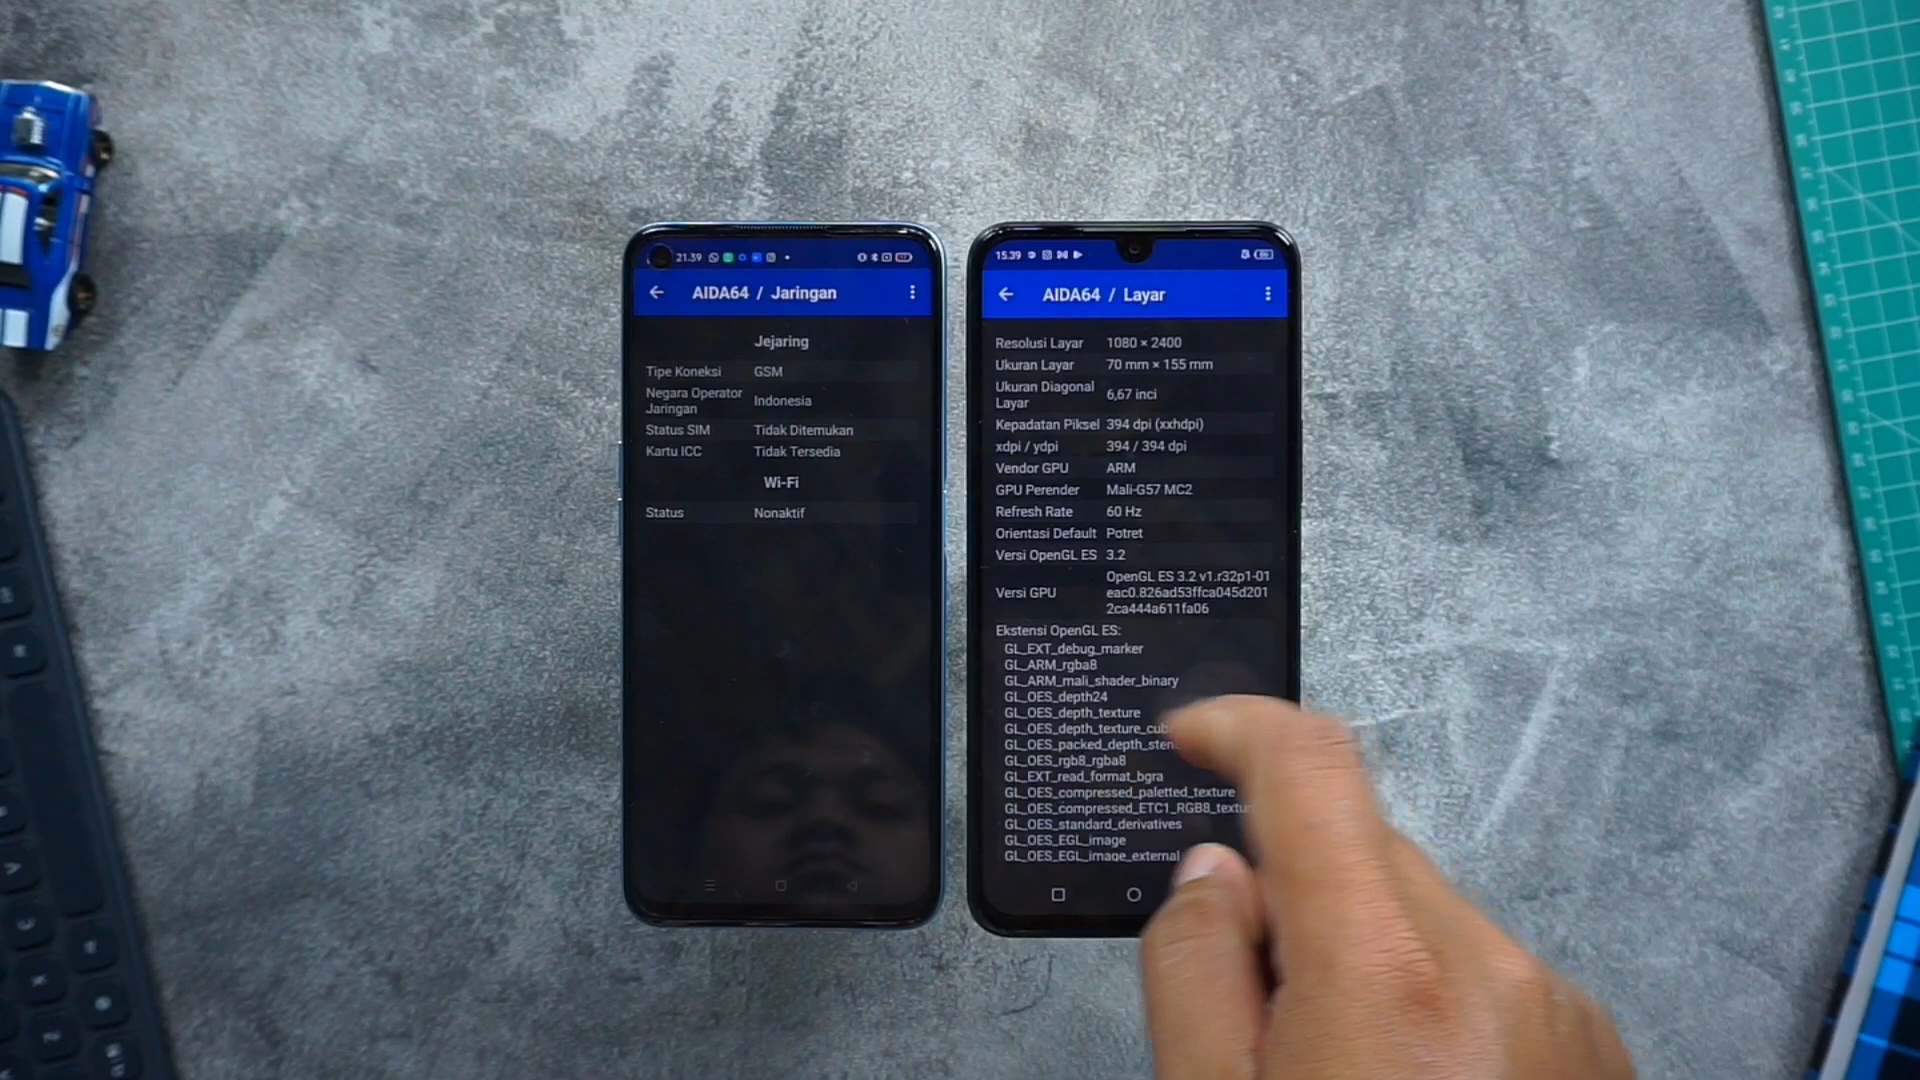 21.39
AIDA64 / Jaringan
Jejaring
Tipe Koneksi GSM
Negara Operator Jaringan Indonesia
Status SIM Tidak Ditemukan
Kartu ICC Tidak Tersedia
Wi-Fi
Status Nonaktif
15.39
AIDA64 / Layar
Resolusi Layar 1080 × 2400
Ukuran Layar 70 mm × 155 mm
Ukuran Diagonal Layar 6,67 inci
Kepadatan Piksel 394 dpi (xxhdpi)
xdpi / ydpi 394 / 394 dpi
Vendor GPU ARM
GPU Perender Mali-G57 MC2
Refresh Rate 60 Hz
Orientasi Default Potret
Versi OpenGL ES 3.2
Versi GPU OpenGL ES 3.2 v1.r32p1-01
eac0.826ad53ffca045d201
2ca444a611fa06
Ekstensi OpenGL ES:
GL_EXT_debug_marker
GL_ARM_rgba8
GL_ARM_mali_shader_binary
GL_OES_depth24
GL_OES_depth_texture
GL_OES_depth_texture_cub
GL_OES_packed_depth_sten
GL_OES_rgb8_rgba8
GL_EXT_read_format_bgra
GL_OES_compressed_paletted_texture
GL_OES_compressed_ETC1_RGB8_textu
GL_OES_standard_derivatives
GL_OES_EGL_image
GL_OES_EGL_image_external